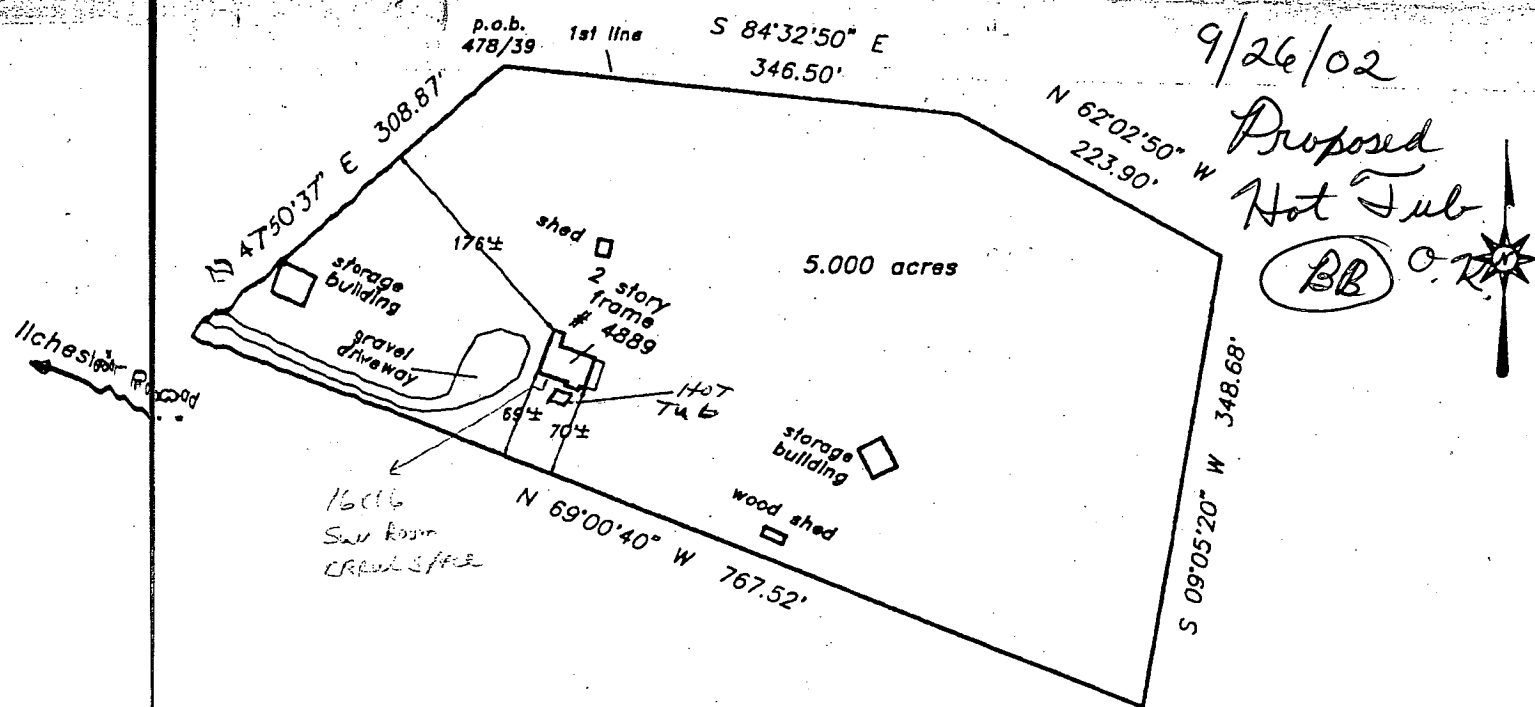 p.o.b.
478/39
1st line
S 84°32'50" E
346.50'
9/26/02
Proposed
Hot Tub
BB O.K.
N 62°02'50" W
223.90'
N
N 47°50'37" E 308.87'
176'±
shed
5.000 acres
storage
building
2 story
frame
# 4889
gravel
driveway
Ilchester Road
HOT
TUB
69'±
70'±
storage
building
wood shed
16x16
Sun Room
CRAWL SPACE
N 69°00'40" W 767.52'
S 09°05'20" W 348.68'